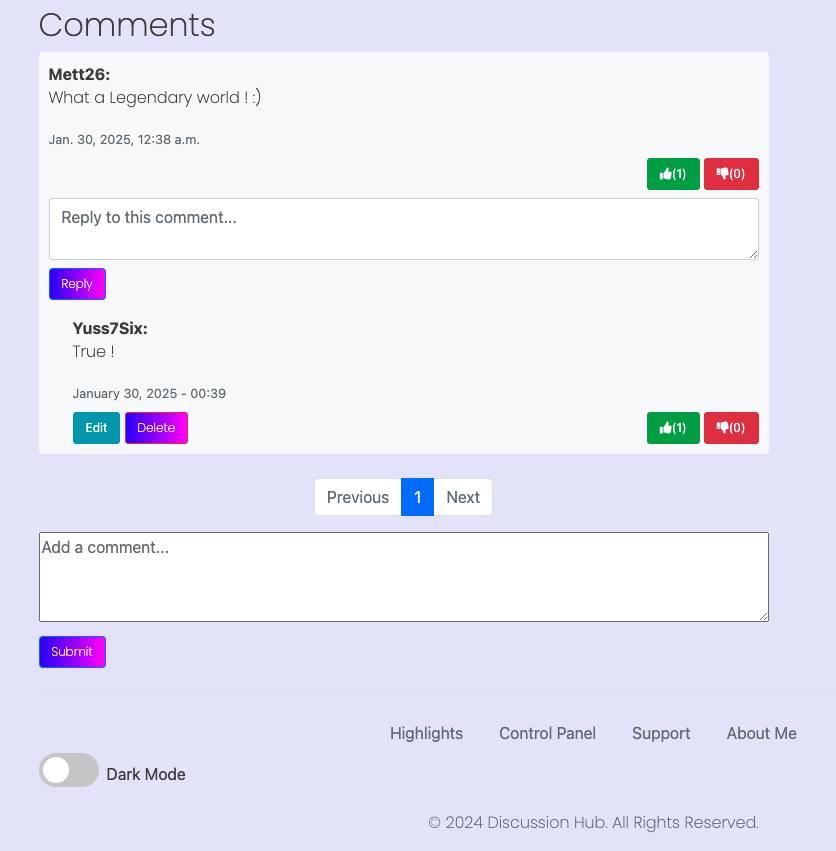 Comments
Mett26:
What a Legendary world ! :)
Jan. 30, 2025, 12:38 a.m.
(1) (0)
Reply to this comment...
Reply
Yuss7Six:
True !
January 30, 2025 - 00:39
Edit Delete (1) (0)
Previous 1 Next
Add a comment...
Submit
Highlights Control Panel Support About Me
Dark Mode
© 2024 Discussion Hub. All Rights Reserved.